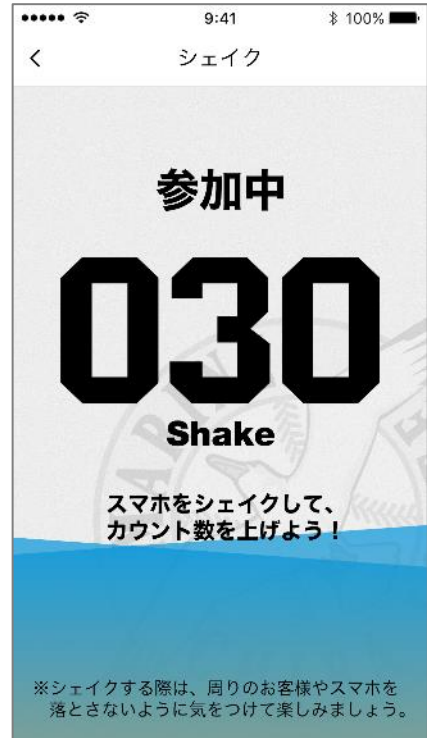 9:41
100%
シェイク
参加中
030
Shake
スマホをシェイクして、
カウント数を上げよう！
※シェイクする際は、周りのお客様やスマホを
落とさないように気をつけて楽しみましょう。